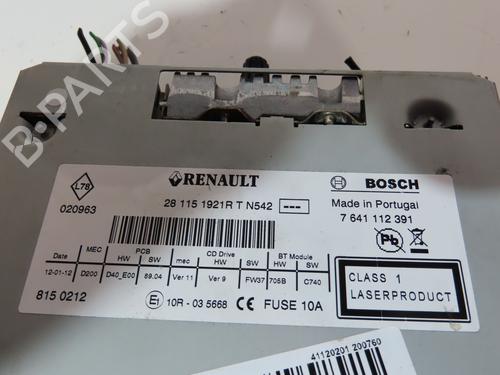 B-PARTS
L78
RENAULT
BOSCH
020963
28 115 1921R T N542 ---
Made in Portugal
7 641 112 391
Pb
Date MEC PCB HW SW mec CD Drive HW SW BT Module HW SW
12-01-12 D200 D40_E00 89.04 Ver 11 Ver 9 FW37 705B C740
815 0212
E1 10R - 03 5668 CE FUSE 10A
CLASS 1
LASERPRODUCT
41120201 200760